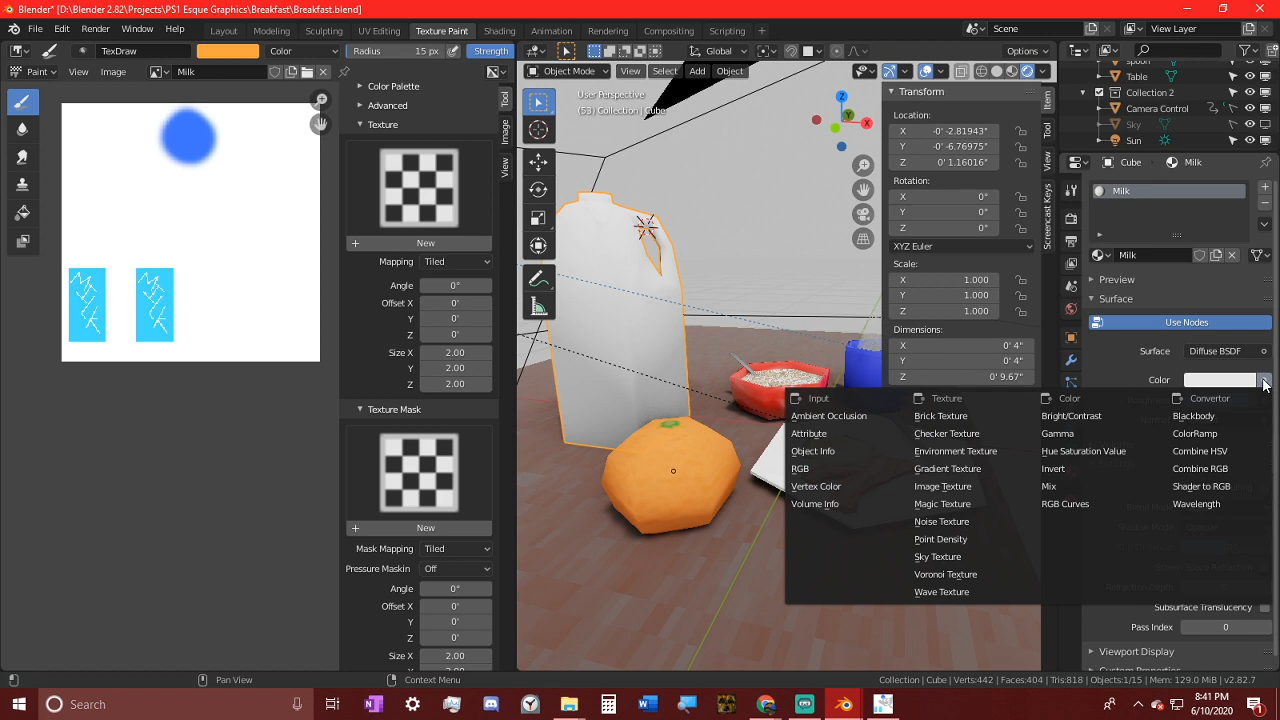 Blender* [D:\Blender 2.82\Projects\PS1 Esque Graphics\Breakfast\Breakfast.blend]
File Edit Render Window Help Layout Modeling Sculpting UV Editing Texture Paint Shading Animation Rendering Compositing Scripting + Scene View Layer
TexDraw Color Radius 15 px Strength Global Options
Paint View Image Milk Object Mode View Select Add Object
User Perspective
(53) Collection | Cube
Color Palette
Advanced
Texture
New
Mapping Tiled
Angle 0°
Offset X 0'
Y 0'
Z 0'
Size X 2.00
Y 2.00
Z 2.00
Texture Mask
New
Mask Mapping Tiled
Pressure Maskin Off
Angle 0°
Offset X 0'
Y 0'
Z 0'
Size X 2.00
Tool
Image
View
Z
Y
X
Transform
Location:
X -0' -2.81943"
Y -0' -6.76975"
Z 0' 1.16016"
Rotation:
X 0°
Y 0°
Z 0°
XYZ Euler
Scale:
X 1.000
Y 1.000
Z 1.000
Dimensions:
X 0' 4"
Y 0' 4"
Z 0' 9.67"
Item
Tool
View
Screencast Keys
spoon
Table
Collection 2
Camera Control
Sky
Sun
Cube Milk
Milk
Milk
Preview
Surface
Use Nodes
Surface Diffuse BSDF
Color
Input Texture Color Convertor
Ambient Occlusion Brick Texture Bright/Contrast Blackbody
Attribute Checker Texture Gamma ColorRamp
Object Info Environment Texture Hue Saturation Value Combine HSV
RGB Gradient Texture Invert Combine RGB
Vertex Color Image Texture Mix Shader to RGB
Volume Info Magic Texture RGB Curves Wavelength
Noise Texture
Point Density
Sky Texture
Voronoi Texture
Wave Texture
Subsurface Translucency
Pass Index 0
Viewport Display
Custom Properties
Pan View Context Menu Collection | Cube | Verts:442 | Faces:404 | Tris:818 | Objects:1/15 | Mem: 129.0 MiB | v2.82.7
Search
8:41 PM
6/10/2020